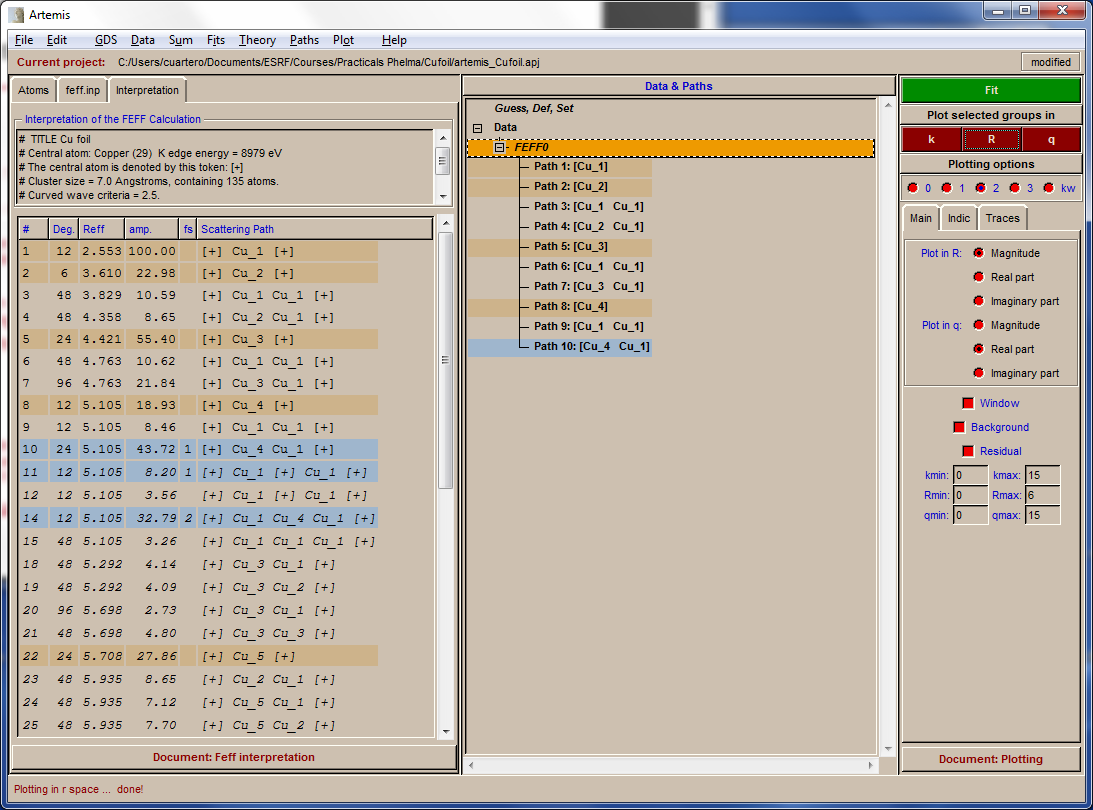 Artemis
File Edit GDS Data Sum Fits Theory Paths Plot Help
Current project: C:/Users/cuartero/Documents/ESRF/Courses/Practicals Phelma/Cufoil/artemis_Cufoil.apj modified
Atoms feff.inp Interpretation
Interpretation of the FEFF Calculation
# TITLE Cu foil
# Central atom: Copper (29) K edge energy = 8979 eV
# The central atom is denoted by this token: [+]
# Cluster size = 7.0 Angstroms, containing 135 atoms.
# Curved wave criteria = 2.5.
# Deg. Reff amp. fs Scattering Path
1 12 2.553 100.00 [+] Cu_1 [+]
2 6 3.610 22.98 [+] Cu_2 [+]
3 48 3.829 10.59 [+] Cu_1 Cu_1 [+]
4 48 4.358 8.65 [+] Cu_2 Cu_1 [+]
5 24 4.421 55.40 [+] Cu_3 [+]
6 48 4.763 10.62 [+] Cu_1 Cu_1 [+]
7 96 4.763 21.84 [+] Cu_3 Cu_1 [+]
8 12 5.105 18.93 [+] Cu_4 [+]
9 12 5.105 8.46 [+] Cu_1 Cu_1 [+]
10 24 5.105 43.72 1 [+] Cu_4 Cu_1 [+]
11 12 5.105 8.20 1 [+] Cu_1 [+] Cu_1 [+]
12 12 5.105 3.56 [+] Cu_1 [+] Cu_1 [+]
14 12 5.105 32.79 2 [+] Cu_1 Cu_4 Cu_1 [+]
15 48 5.105 3.26 [+] Cu_1 Cu_1 Cu_1 [+]
18 48 5.292 4.14 [+] Cu_3 Cu_1 [+]
19 48 5.292 4.09 [+] Cu_3 Cu_2 [+]
20 96 5.698 2.73 [+] Cu_3 Cu_1 [+]
21 48 5.698 4.80 [+] Cu_3 Cu_3 [+]
22 24 5.708 27.86 [+] Cu_5 [+]
23 48 5.935 8.65 [+] Cu_2 Cu_1 [+]
24 48 5.935 7.12 [+] Cu_5 Cu_1 [+]
25 48 5.935 7.70 [+] Cu_5 Cu_2 [+]
Document: Feff interpretation
Data & Paths
Guess, Def, Set
Data
FEFF0
Path 1: [Cu_1]
Path 2: [Cu_2]
Path 3: [Cu_1 Cu_1]
Path 4: [Cu_2 Cu_1]
Path 5: [Cu_3]
Path 6: [Cu_1 Cu_1]
Path 7: [Cu_3 Cu_1]
Path 8: [Cu_4]
Path 9: [Cu_1 Cu_1]
Path 10: [Cu_4 Cu_1]
Fit
Plot selected groups in
k R q
Plotting options
0 1 2 3 kw
Main Indic Traces
Plot in R: Magnitude
Real part
Imaginary part
Plot in q: Magnitude
Real part
Imaginary part
Window
Background
Residual
kmin: 0 kmax: 15
Rmin: 0 Rmax: 6
qmin: 0 qmax: 15
Document: Plotting
Plotting in r space ... done!